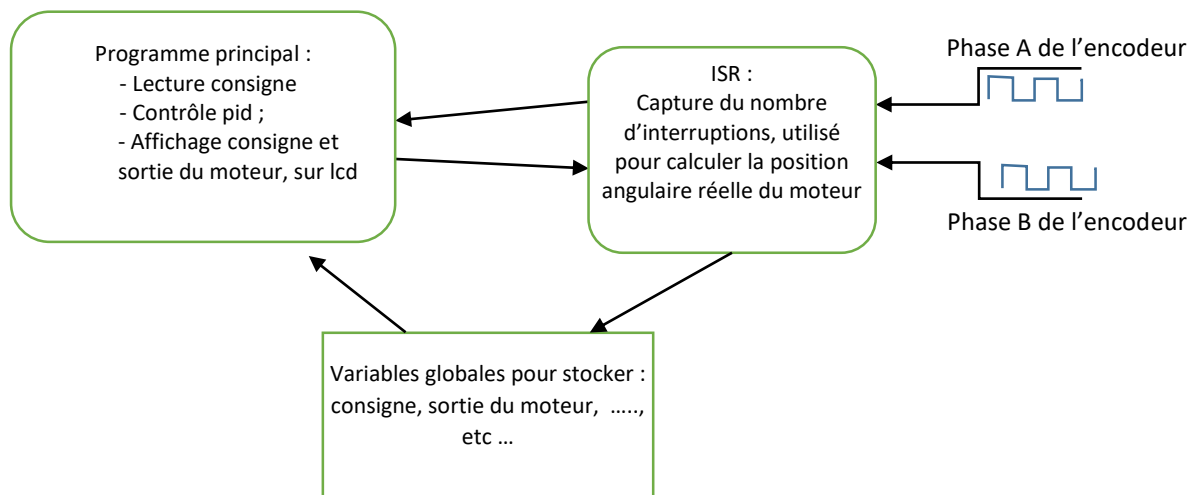 Programme principal :
- Lecture consigne
- Contrôle pid ;
- Affichage consigne et
sortie du moteur, sur lcd
ISR :
Capture du nombre
d’interruptions, utilisé
pour calculer la position
angulaire réelle du moteur
Phase A de l’encodeur
Phase B de l’encodeur
Variables globales pour stocker :
consigne, sortie du moteur, …..,
etc …